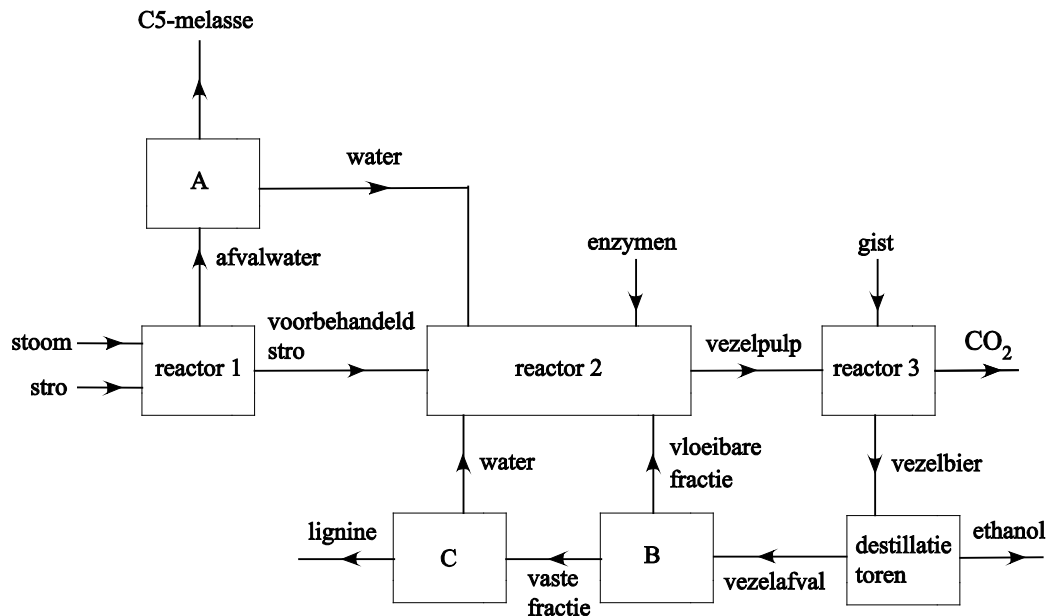 C5-melasse
A
water
afvalwater
enzymen
gist
stoom
stro
reactor 1
voorbehandeld
stro
reactor 2
vezelpulp
reactor 3
CO2
water
vloeibare
fractie
vezelbier
lignine
C
vaste
fractie
B
vezelafval
destillatie
toren
ethanol